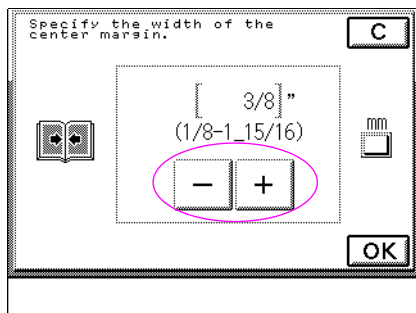 Specify the width of the
center margin.
C
[ 3/8]"
(1/8-1_15/16)
mm
− +
OK